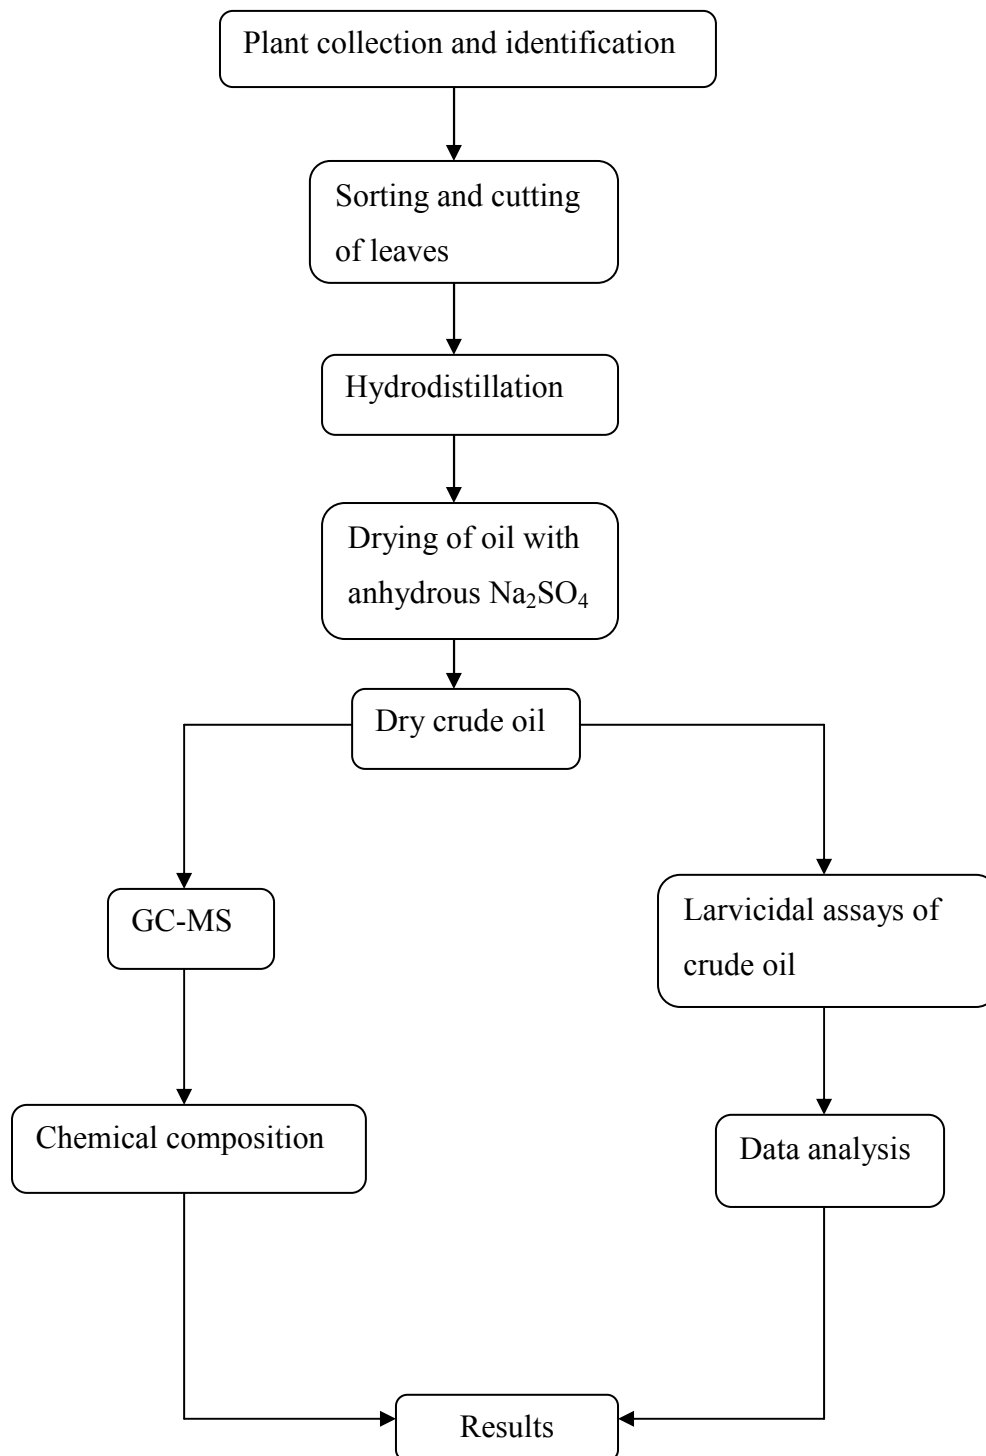 Plant collection and identification
Sorting and cutting
of leaves
Hydrodistillation
Drying of oil with
anhydrous Na₂SO₄
Dry crude oil
GC-MS
Larvicidal assays of
crude oil
Chemical composition
Data analysis
Results